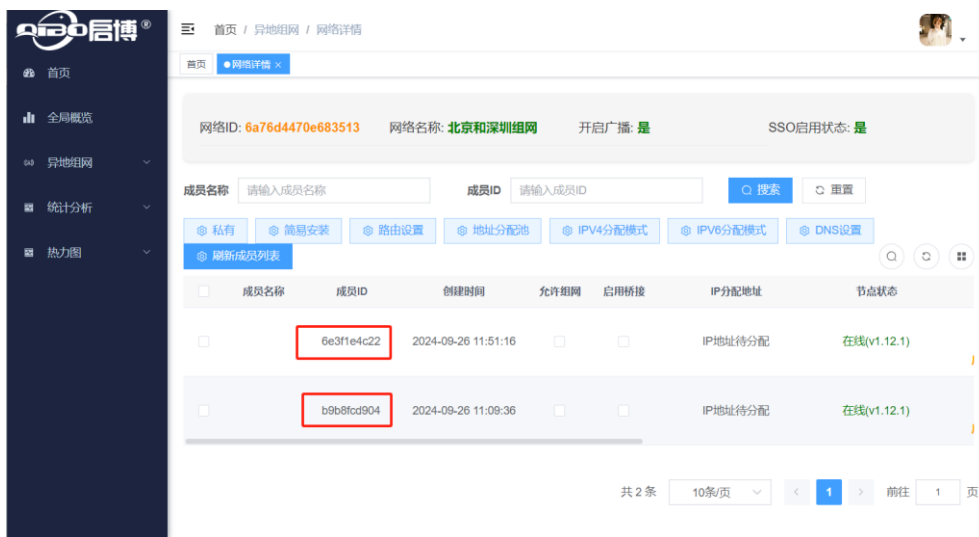 QIBO启博®
首页 / 异地组网 / 网络详情
首页
全局概览
异地组网
统计分析
热力图
首页 网络详情 ×
网络ID: 6a76d4470e683513 网络名称: 北京和深圳组网 开启广播: 是 SSO启用状态: 是
成员名称 请输入成员名称 成员ID 请输入成员ID 搜索 重置
私有 简易安装 路由设置 地址分配池 IPV4分配模式 IPV6分配模式 DNS设置
刷新成员列表
成员名称 成员ID 创建时间 允许组网 启用桥接 IP分配地址 节点状态
6e3f1e4c22 2024-09-26 11:51:16 IP地址待分配 在线(v1.12.1)
b9b8fcd904 2024-09-26 11:09:36 IP地址待分配 在线(v1.12.1)
共 2 条 10条/页 < 1 > 前往 1 页